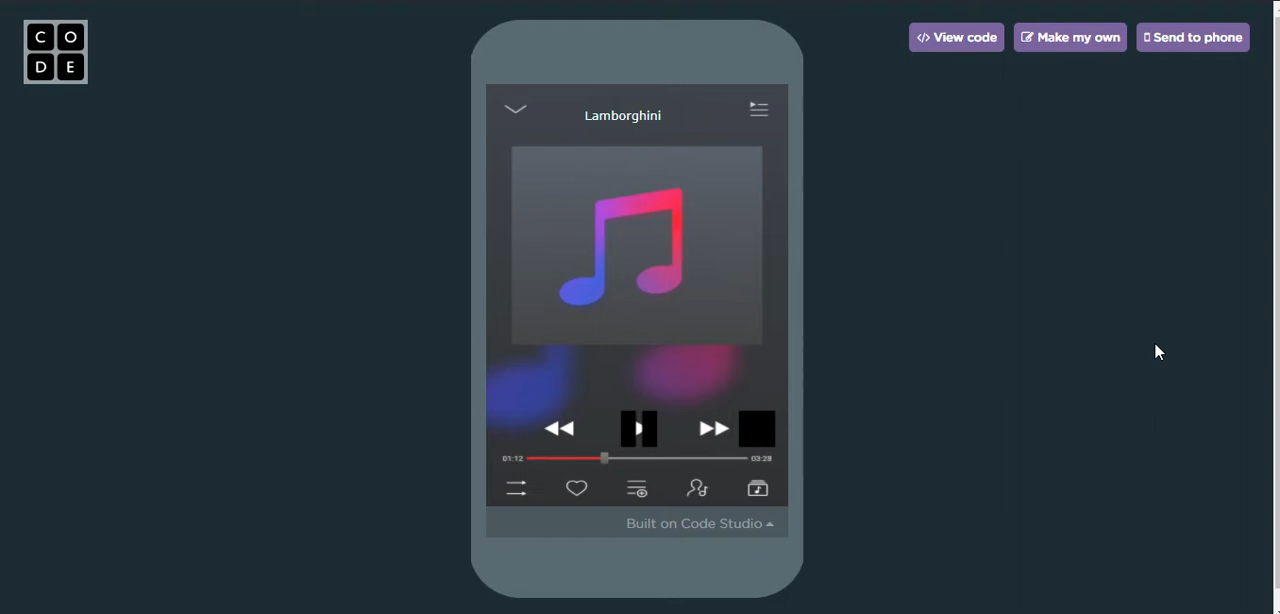 C O
D E
View code
Make my own
Send to phone
Lamborghini
01:12
03:28
Built on Code Studio